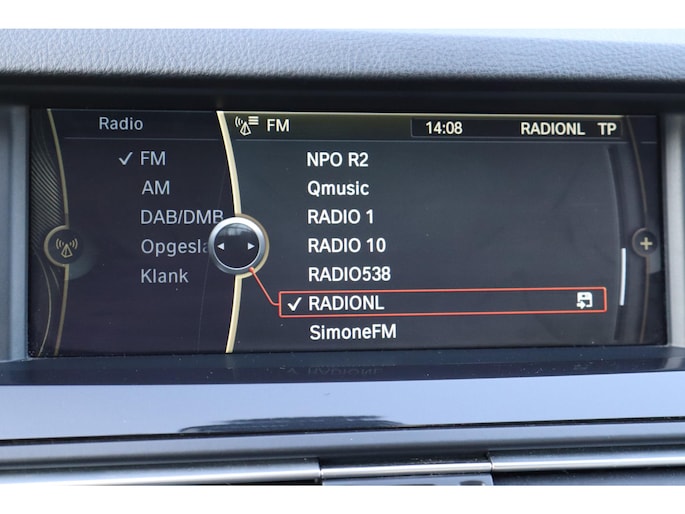 Radio
FM 14:08 RADIONL TP
FM
AM
DAB/DMB
Opgesla
Klank
NPO R2
Qmusic
RADIO 1
RADIO 10
RADIO538
RADIONL
SimoneFM